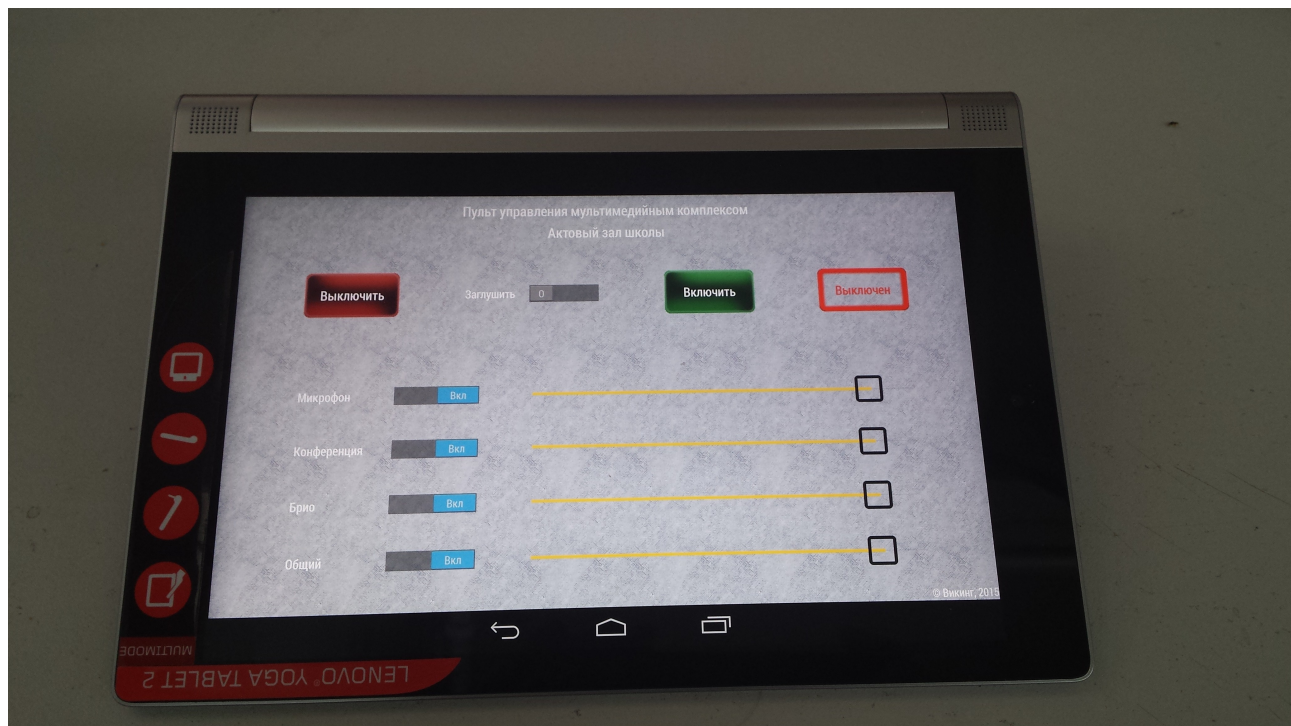 Пульт управления мультимедийным комплексом
Актовый зал школы
Выключить
Заглушить
0
Включить
Выключен
Микрофон
Вкл
Конференция
Вкл
Брио
Вкл
Общий
Вкл
© Викинг, 2015
MULTIMODE
LENOVO® YOGA TABLET 2